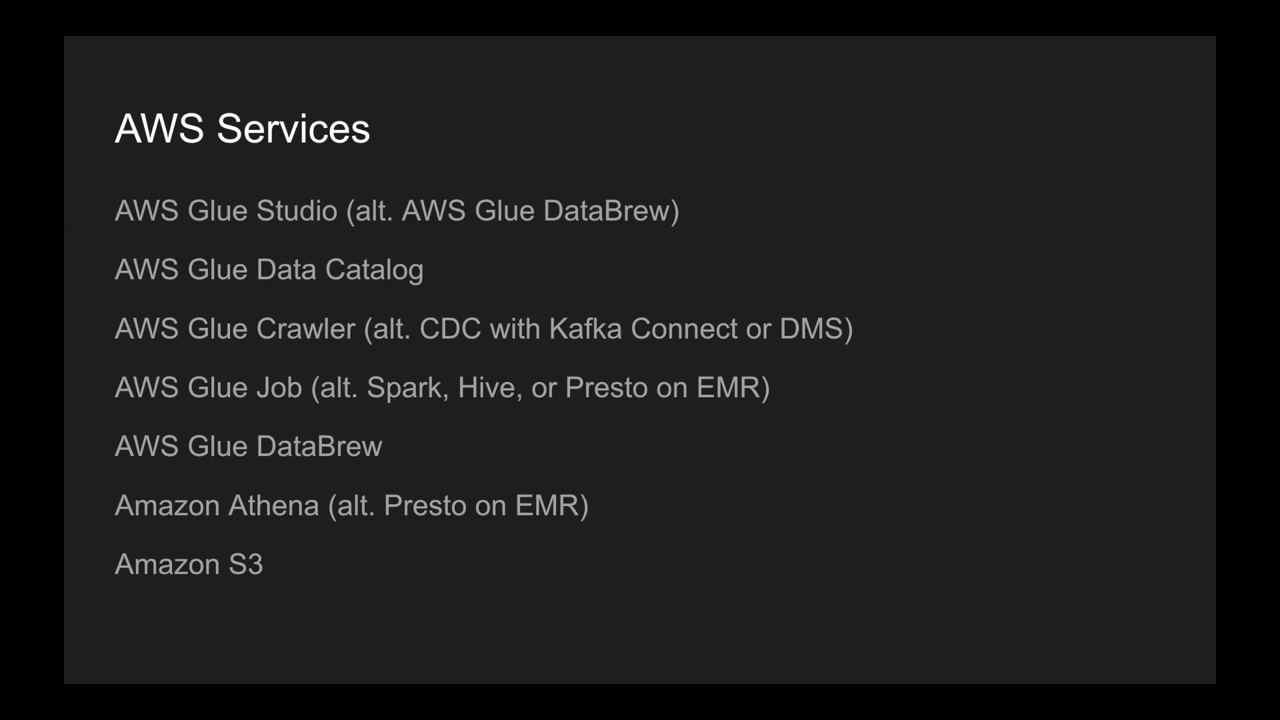 AWS Services
AWS Glue Studio (alt. AWS Glue DataBrew)
AWS Glue Data Catalog
AWS Glue Crawler (alt. CDC with Kafka Connect or DMS)
AWS Glue Job (alt. Spark, Hive, or Presto on EMR)
AWS Glue DataBrew
Amazon Athena (alt. Presto on EMR)
Amazon S3